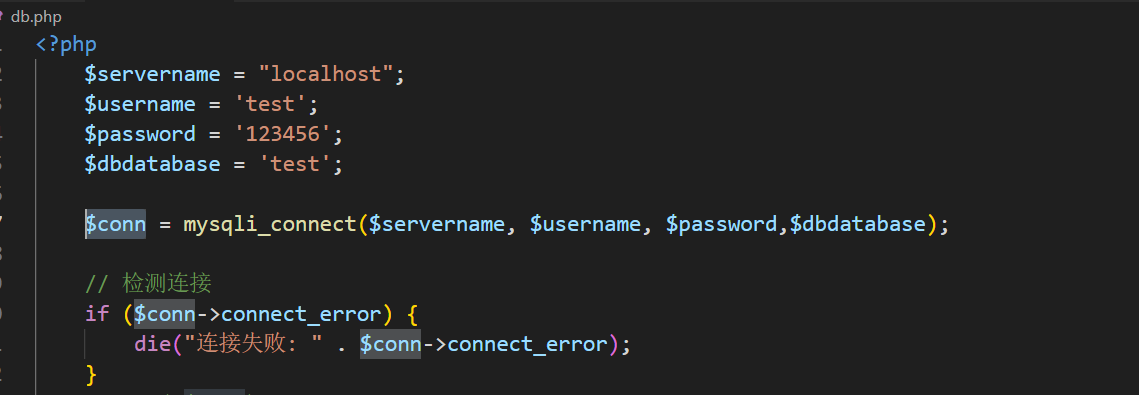 db.php
<?php
$servername = "localhost";
$username = 'test';
$password = '123456';
$dbdatabase = 'test';
$conn = mysqli_connect($servername, $username, $password,$dbdatabase);
// 检测连接
if ($conn->connect_error) {
die("连接失败: " . $conn->connect_error);
}